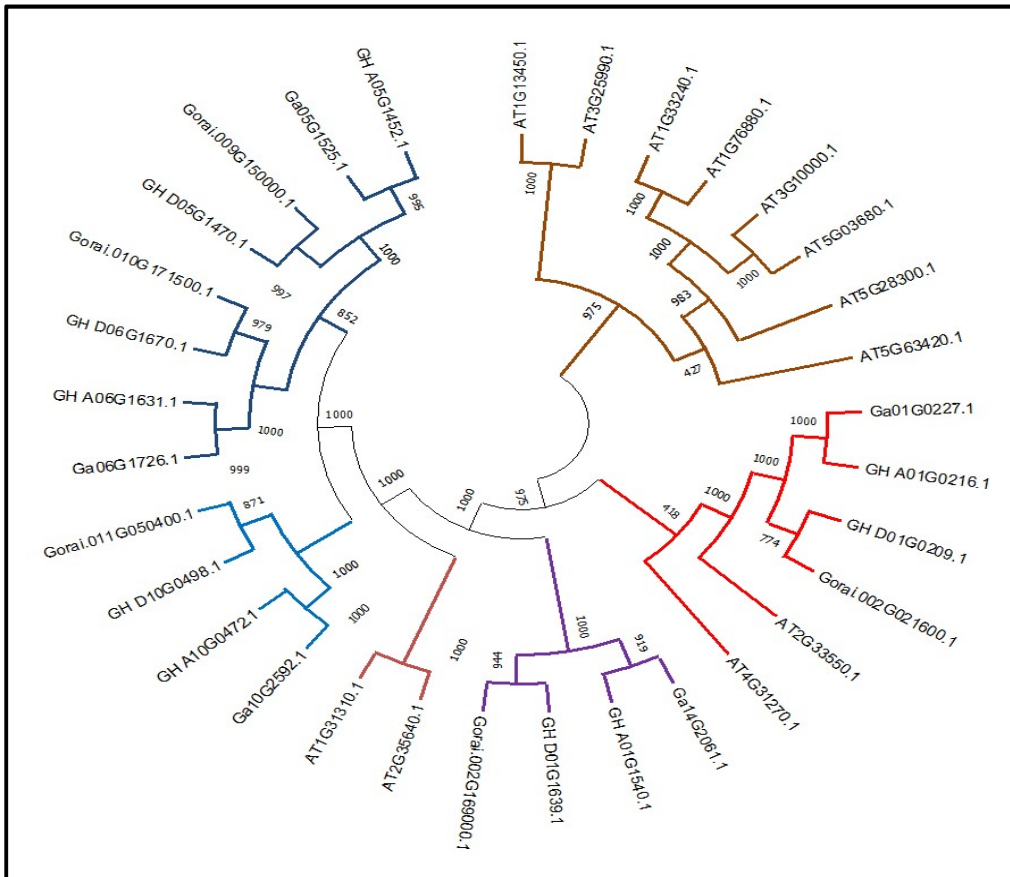 AT1G13450.1
AT3G25990.1
AT1G33240.1
AT1G76880.1
AT3G10000.1
AT5G03680.1
AT5G28300.1
AT5G63420.1
Ga01G0227.1
GH A01G0216.1
GH D01G0209.1
Gorai.002G021600.1
AT2G33550.1
AT4G31270.1
Ga14G2061.1
GH A01G1540.1
GH D01G1639.1
Gorai.002G169000.1
AT2G35640.1
AT1G31310.1
Ga10G2592.1
GH A10G0472.1
GH D10G0498.1
Gorai.011G050400.1
Ga06G1726.1
GH A06G1631.1
GH D06G1670.1
Gorai.010G171500.1
GH D05G1470.1
Gorai.009G150000.1
Ga05G1525.1
GH A05G1452.1
1000
1000
1000
1000
983
975
427
1000
1000
1000
774
418
975
1000
1000
919
944
1000
1000
1000
1000
1000
871
999
1000
979
997
852
1000
995